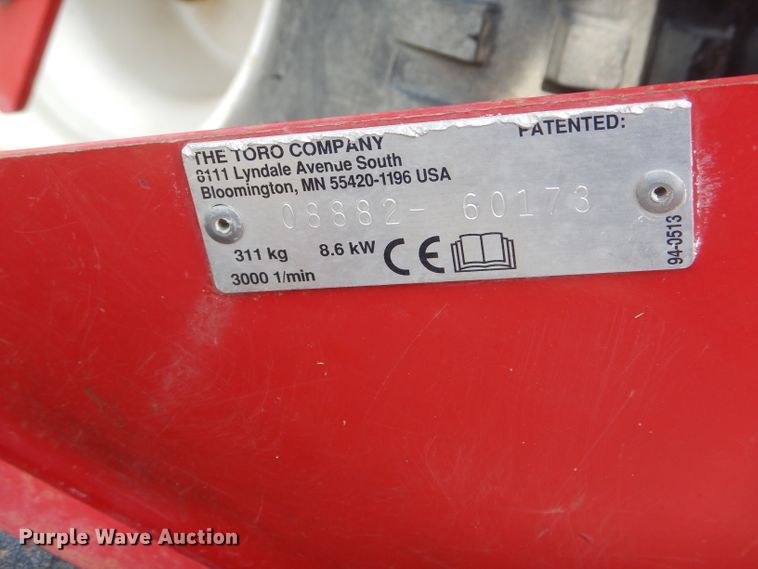 THE TORO COMPANY
8111 Lyndale Avenue South
Bloomington, MN 55420-1196 USA
PATENTED:
08882- 60173
311 kg 8.6 kW CE
3000 1/min
94-0513
Purple Wave Auction